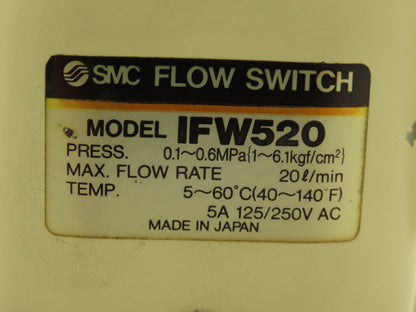 SMC FLOW SWITCH
MODEL IFW520
PRESS. 0.1~0.6MPa{1~6.1kgf/cm²}
MAX. FLOW RATE 20ℓ/min
TEMP. 5~60°C(40~140°F)
5A 125/250V AC
MADE IN JAPAN